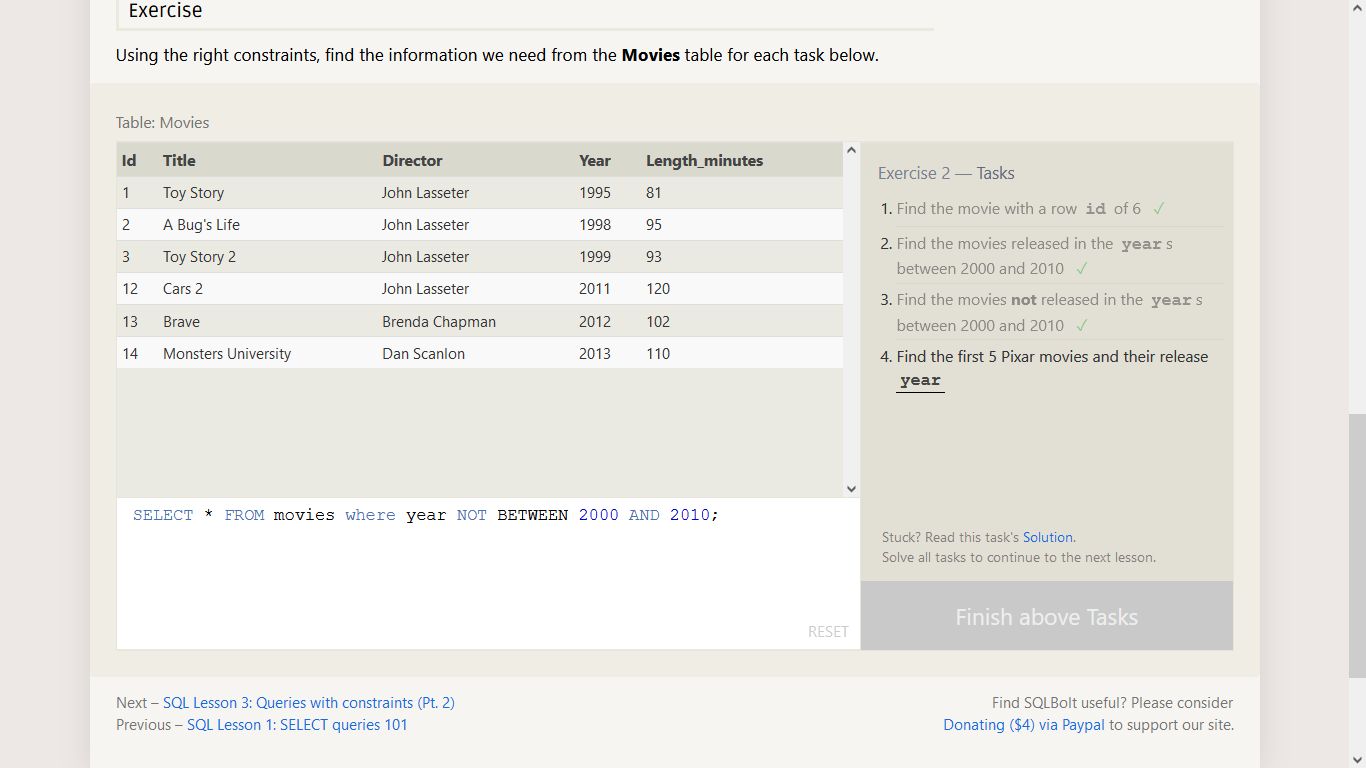 Exercise
Using the right constraints, find the information we need from the Movies table for each task below.
Table: Movies
Id Title Director Year Length_minutes
1 Toy Story John Lasseter 1995 81
2 A Bug's Life John Lasseter 1998 95
3 Toy Story 2 John Lasseter 1999 93
12 Cars 2 John Lasseter 2011 120
13 Brave Brenda Chapman 2012 102
14 Monsters University Dan Scanlon 2013 110
SELECT * FROM movies where year NOT BETWEEN 2000 AND 2010;
RESET
Exercise 2 — Tasks
1. Find the movie with a row id of 6 ✓
2. Find the movies released in the year s
between 2000 and 2010 ✓
3. Find the movies not released in the year s
between 2000 and 2010 ✓
4. Find the first 5 Pixar movies and their release
year
Stuck? Read this task's Solution.
Solve all tasks to continue to the next lesson.
Finish above Tasks
Next – SQL Lesson 3: Queries with constraints (Pt. 2)
Previous – SQL Lesson 1: SELECT queries 101
Find SQLBolt useful? Please consider
Donating ($4) via Paypal to support our site.